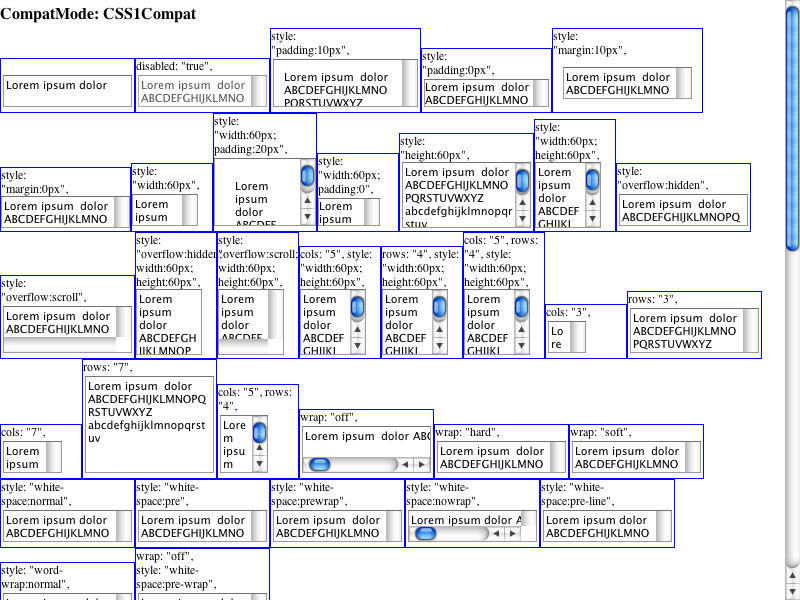 CompatMode: CSS1Compat
Lorem ipsum dolor
disabled: "true",
Lorem ipsum dolor
ABCDEFGHIJKLMNO
style:
"padding:10px",
Lorem ipsum dolor
ABCDEFGHIJKLMNO
PQRSTUVWXYZ
style:
"padding:0px",
Lorem ipsum dolor
ABCDEFGHIJKLMNO
style:
"margin:10px",
Lorem ipsum dolor
ABCDEFGHIJKLMNO
style:
"margin:0px",
Lorem ipsum dolor
ABCDEFGHIJKLMNO
style:
"width:60px",
Lorem
ipsum
style:
"width:60px;
padding:20px",
Lorem
ipsum
dolor
ABCDEF
style:
"width:60px;
padding:0",
Lorem
ipsum
style:
"height:60px",
Lorem ipsum dolor
ABCDEFGHIJKLMNO
PQRSTUVWXYZ
abcdefghijklmnopqr
stuv
style:
"width:60px;
height:60px",
Lorem
ipsum
dolor
ABCDEF
GHIJKL
style:
"overflow:hidden",
Lorem ipsum dolor
ABCDEFGHIJKLMNOPQ
style:
"overflow:scroll",
Lorem ipsum dolor
ABCDEFGHIJKLMNO
style:
"overflow:hidden;
width:60px;
height:60px",
Lorem
ipsum
dolor
ABCDEFGH
IJKLMNOP
style:
"overflow:scroll;
width:60px;
height:60px",
Lorem
ipsum
dolor
ABCDEF
cols: "5", style:
"width:60px;
height:60px",
Lorem
ipsum
dolor
ABCDEF
GHIJKL
rows: "4", style:
"width:60px;
height:60px",
Lorem
ipsum
dolor
ABCDEF
GHIJKL
cols: "5", rows:
"4", style:
"width:60px;
height:60px",
Lorem
ipsum
dolor
ABCDEF
GHIJKL
cols: "3",
Lo
re
rows: "3",
Lorem ipsum dolor
ABCDEFGHIJKLMNO
PQRSTUVWXYZ
cols: "7",
Lorem
ipsum
rows: "7",
Lorem ipsum dolor
ABCDEFGHIJKLMNOPQ
RSTUVWXYZ
abcdefghijklmnopqrst
uv
cols: "5", rows:
"4",
Lore
m
ipsu
m
wrap: "off",
Lorem ipsum dolor ABC
wrap: "hard",
Lorem ipsum dolor
ABCDEFGHIJKLMNO
wrap: "soft",
Lorem ipsum dolor
ABCDEFGHIJKLMNO
style: "white-
space:normal",
Lorem ipsum dolor
ABCDEFGHIJKLMNO
style: "white-
space:pre",
Lorem ipsum dolor
ABCDEFGHIJKLMNO
style: "white-
space:prewrap",
Lorem ipsum dolor
ABCDEFGHIJKLMNO
style: "white-
space:nowrap",
Lorem ipsum dolor A
style: "white-
space:pre-line",
Lorem ipsum dolor
ABCDEFGHIJKLMNO
style: "word-
wrap:normal",
wrap: "off",
style: "white-
space:pre-wrap",